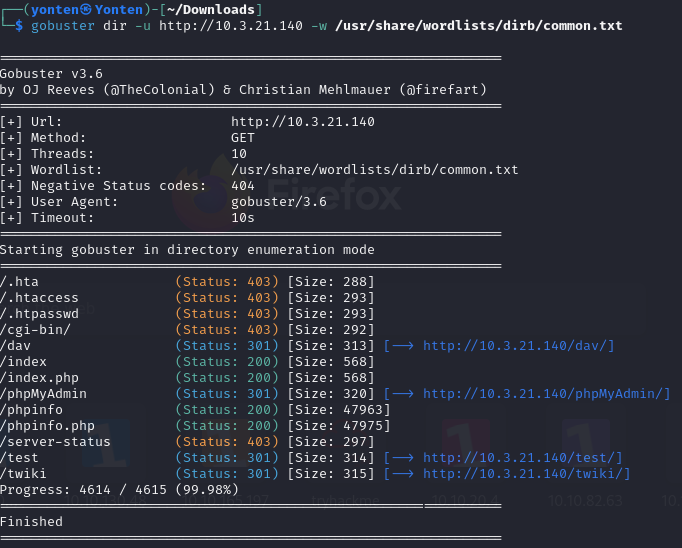 ┌──(yonten㉿Yonten)-[~/Downloads]
└─$ gobuster dir -u http://10.3.21.140 -w /usr/share/wordlists/dirb/common.txt
===============================================================
Gobuster v3.6
by OJ Reeves (@TheColonial) & Christian Mehlmauer (@firefart)
===============================================================
[+] Url:                     http://10.3.21.140
[+] Method:                  GET
[+] Threads:                 10
[+] Wordlist:                /usr/share/wordlists/dirb/common.txt
[+] Negative Status codes:   404
[+] User Agent:              gobuster/3.6
[+] Timeout:                 10s
Firefox
===============================================================
Starting gobuster in directory enumeration mode
===============================================================
/.hta                 (Status: 403) [Size: 288]
/.htaccess            (Status: 403) [Size: 293]
/.htpasswd            (Status: 403) [Size: 293]
/cgi-bin/             (Status: 403) [Size: 292]
/dav                  (Status: 301) [Size: 313] [--> http://10.3.21.140/dav/]
/index                (Status: 200) [Size: 568]
/index.php            (Status: 200) [Size: 568]
/phpMyAdmin           (Status: 301) [Size: 320] [--> http://10.3.21.140/phpMyAdmin/]
/phpinfo              (Status: 200) [Size: 47963]
/phpinfo.php          (Status: 200) [Size: 47975]
/server-status        (Status: 403) [Size: 297]
/test                 (Status: 301) [Size: 314] [--> http://10.3.21.140/test/]
/twiki                (Status: 301) [Size: 315] [--> http://10.3.21.140/twiki/]
Progress: 4614 / 4615 (99.98%)
===============================================================
Finished
===============================================================